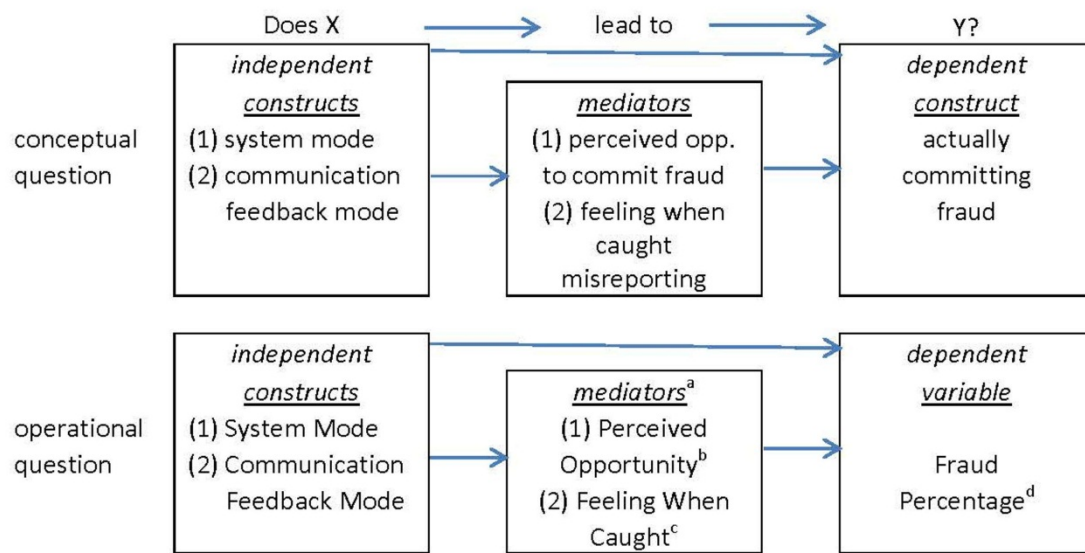 Does X lead to Y?
conceptual
question
independent
constructs
(1) system mode
(2) communication
feedback mode
mediators
(1) perceived opp.
to commit fraud
(2) feeling when
caught
misreporting
dependent
construct
actually
committing
fraud
operational
question
independent
constructs
(1) System Mode
(2) Communication
Feedback Mode
mediatorsᵃ
(1) Perceived
Opportunityᵇ
(2) Feeling When
Caughtᶜ
dependent
variable
Fraud
Percentageᵈ